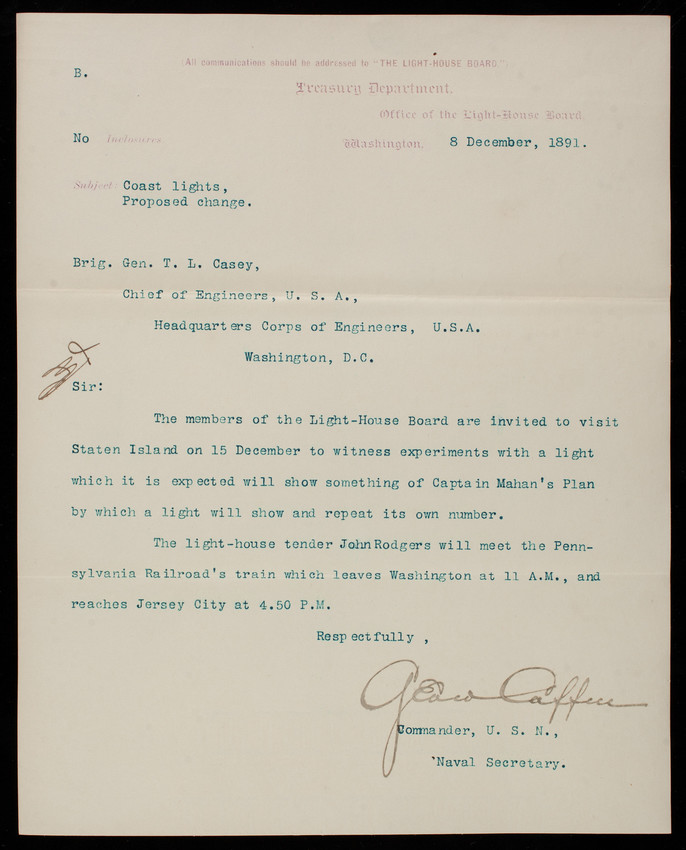 All communications should be addressed to "THE LIGHT-HOUSE BOARD".
B.
Treasury Department,
Office of the Light-House Board
No Inclosures
Washington, 8 December, 1891.
Subject: Coast lights,
Proposed change.
Brig. Gen. T. L. Casey,
Chief of Engineers, U. S. A.,
Headquarters Corps of Engineers, U.S.A.
Washington, D.C.
Sir:
The members of the Light-House Board are invited to visit
Staten Island on 15 December to witness experiments with a light
which it is expected will show something of Captain Mahan's Plan
by which a light will show and repeat its own number.
The light-house tender John Rodgers will meet the Penn-
sylvania Railroad's train which leaves Washington at 11 A.M., and
reaches Jersey City at 4.50 P.M.
Respectfully ,
Commander, U. S. N.,
'Naval Secretary.